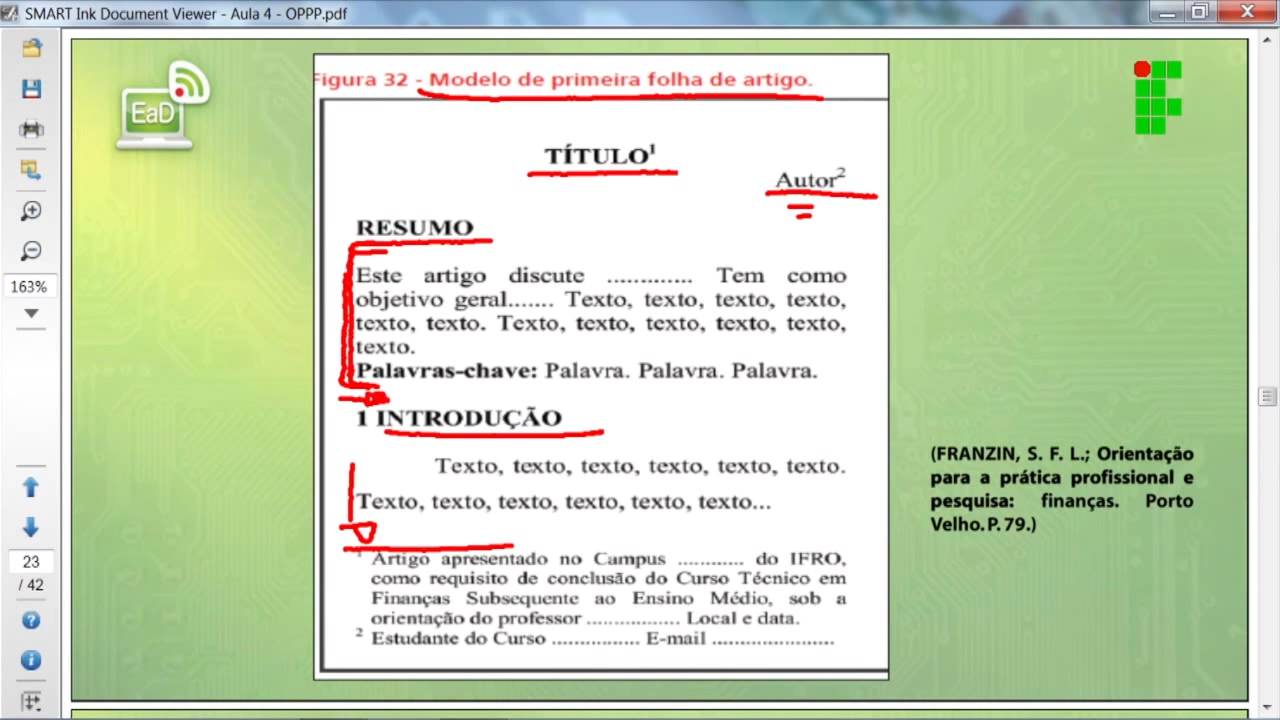 SMART Ink Document Viewer - Aula 4 - OPPP.pdf
163%
23
/ 42
EaD
Figura 32 - Modelo de primeira folha de artigo.
TÍTULO¹
Autor²
RESUMO
Este artigo discute ............. Tem como
objetivo geral....... Texto, texto, texto, texto,
texto, texto. Texto, texto, texto, texto, texto,
texto.
Palavras-chave: Palavra. Palavra. Palavra.
1 INTRODUÇÃO
Texto, texto, texto, texto, texto, texto.
Texto, texto, texto, texto, texto, texto...
¹ Artigo apresentado no Campus ............ do IFRO,
como requisito de conclusão do Curso Técnico em
Finanças Subsequente ao Ensino Médio, sob a
orientação do professor ................. Local e data.
² Estudante do Curso ................ E-mail ......................
(FRANZIN, S. F. L.; Orientação
para a prática profissional e
pesquisa: finanças. Porto
Velho. P. 79.)